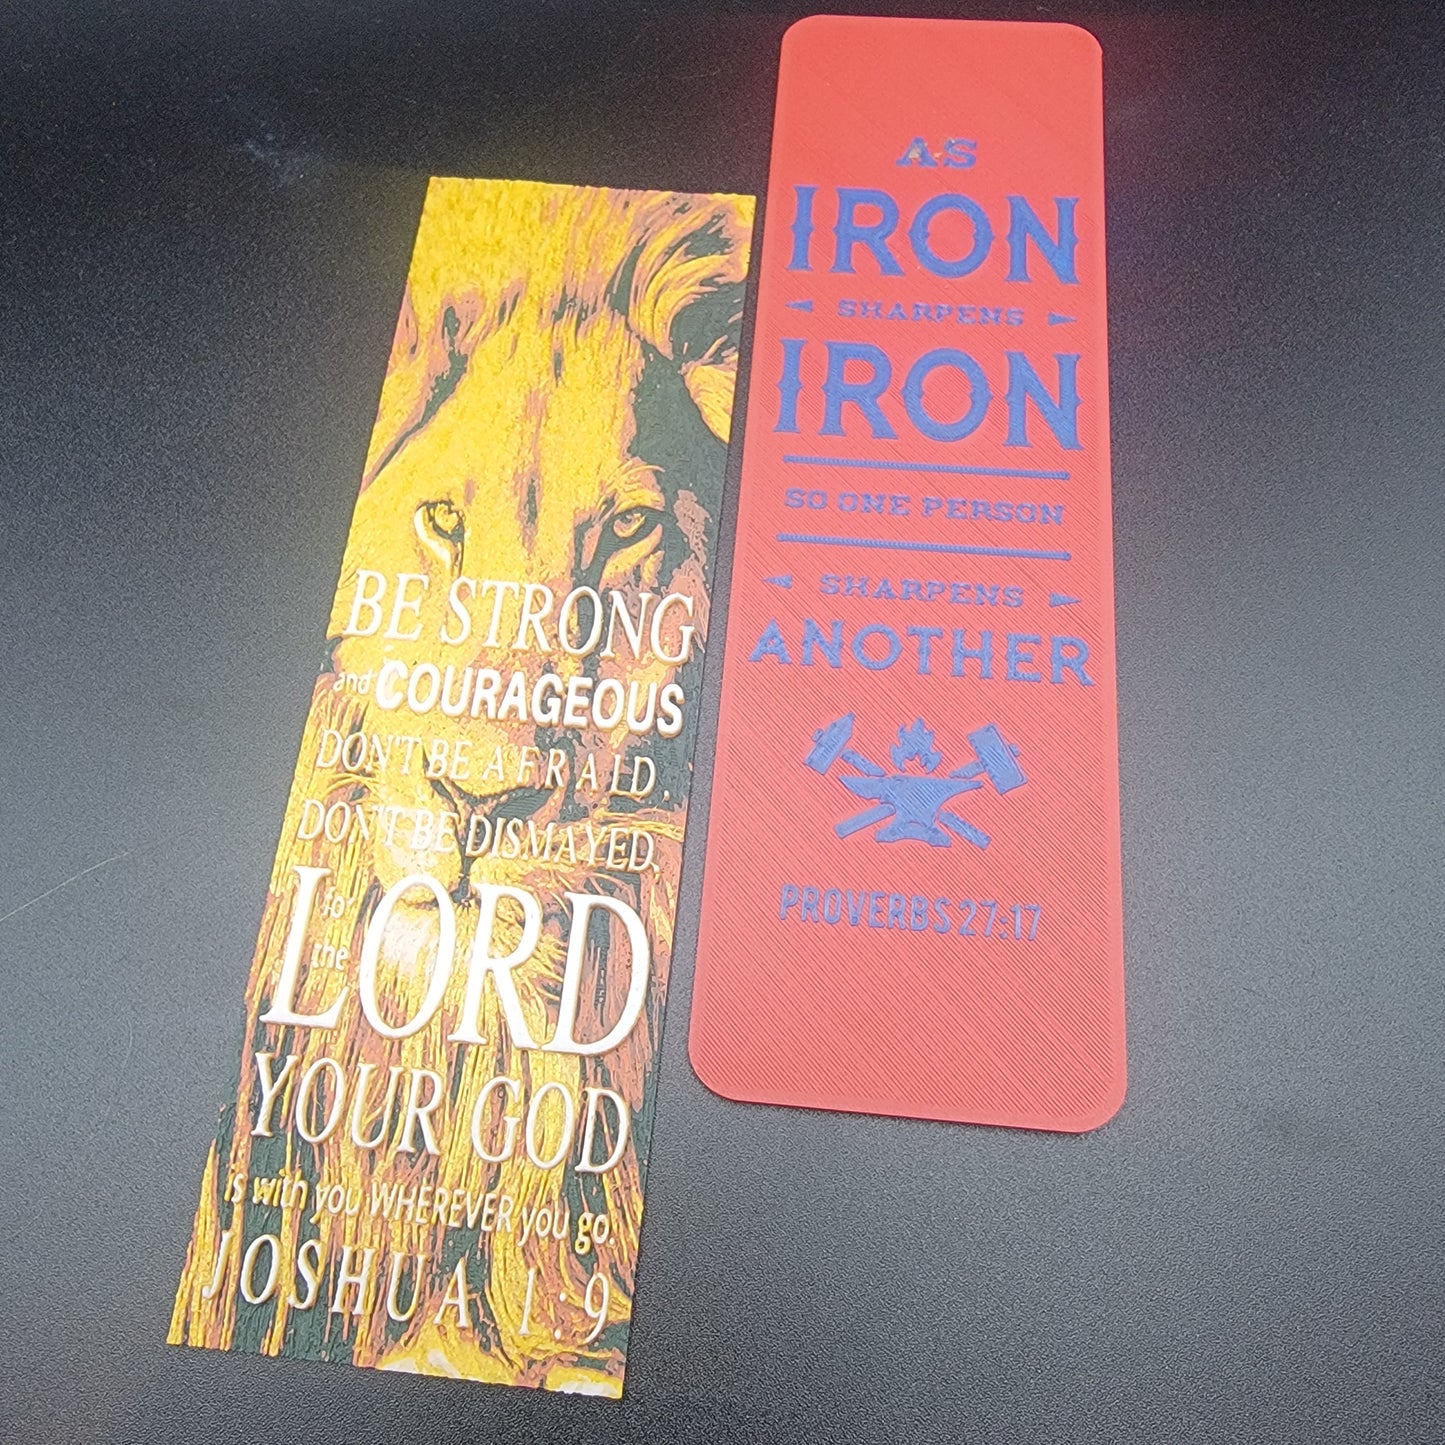 BE STRONG
and COURAGEOUS
DON'T BE AFRAID.
DON'T BE DISMAYED,
for the LORD
YOUR GOD
is with you WHEREVER you go.
JOSHUA 1:9
AS
IRON
SHARPENS
IRON
SO ONE PERSON
SHARPENS
ANOTHER
PROVERBS 27:17